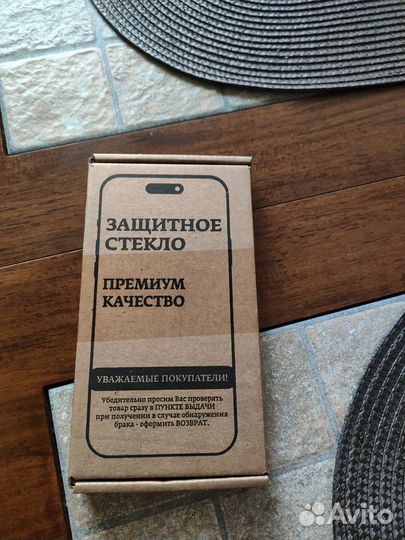 ЗАЩИТНОЕ
СТЕКЛО
ПРЕМИУМ
КАЧЕСТВО
УВАЖАЕМЫЕ ПОКУПАТЕЛИ!
Убедительно просим Вас проверять
товар сразу в ПУНКТЕ ВЫДАЧИ
при получении и в случае обнаружения
брака - оформить ВОЗВРАТ.
Avito